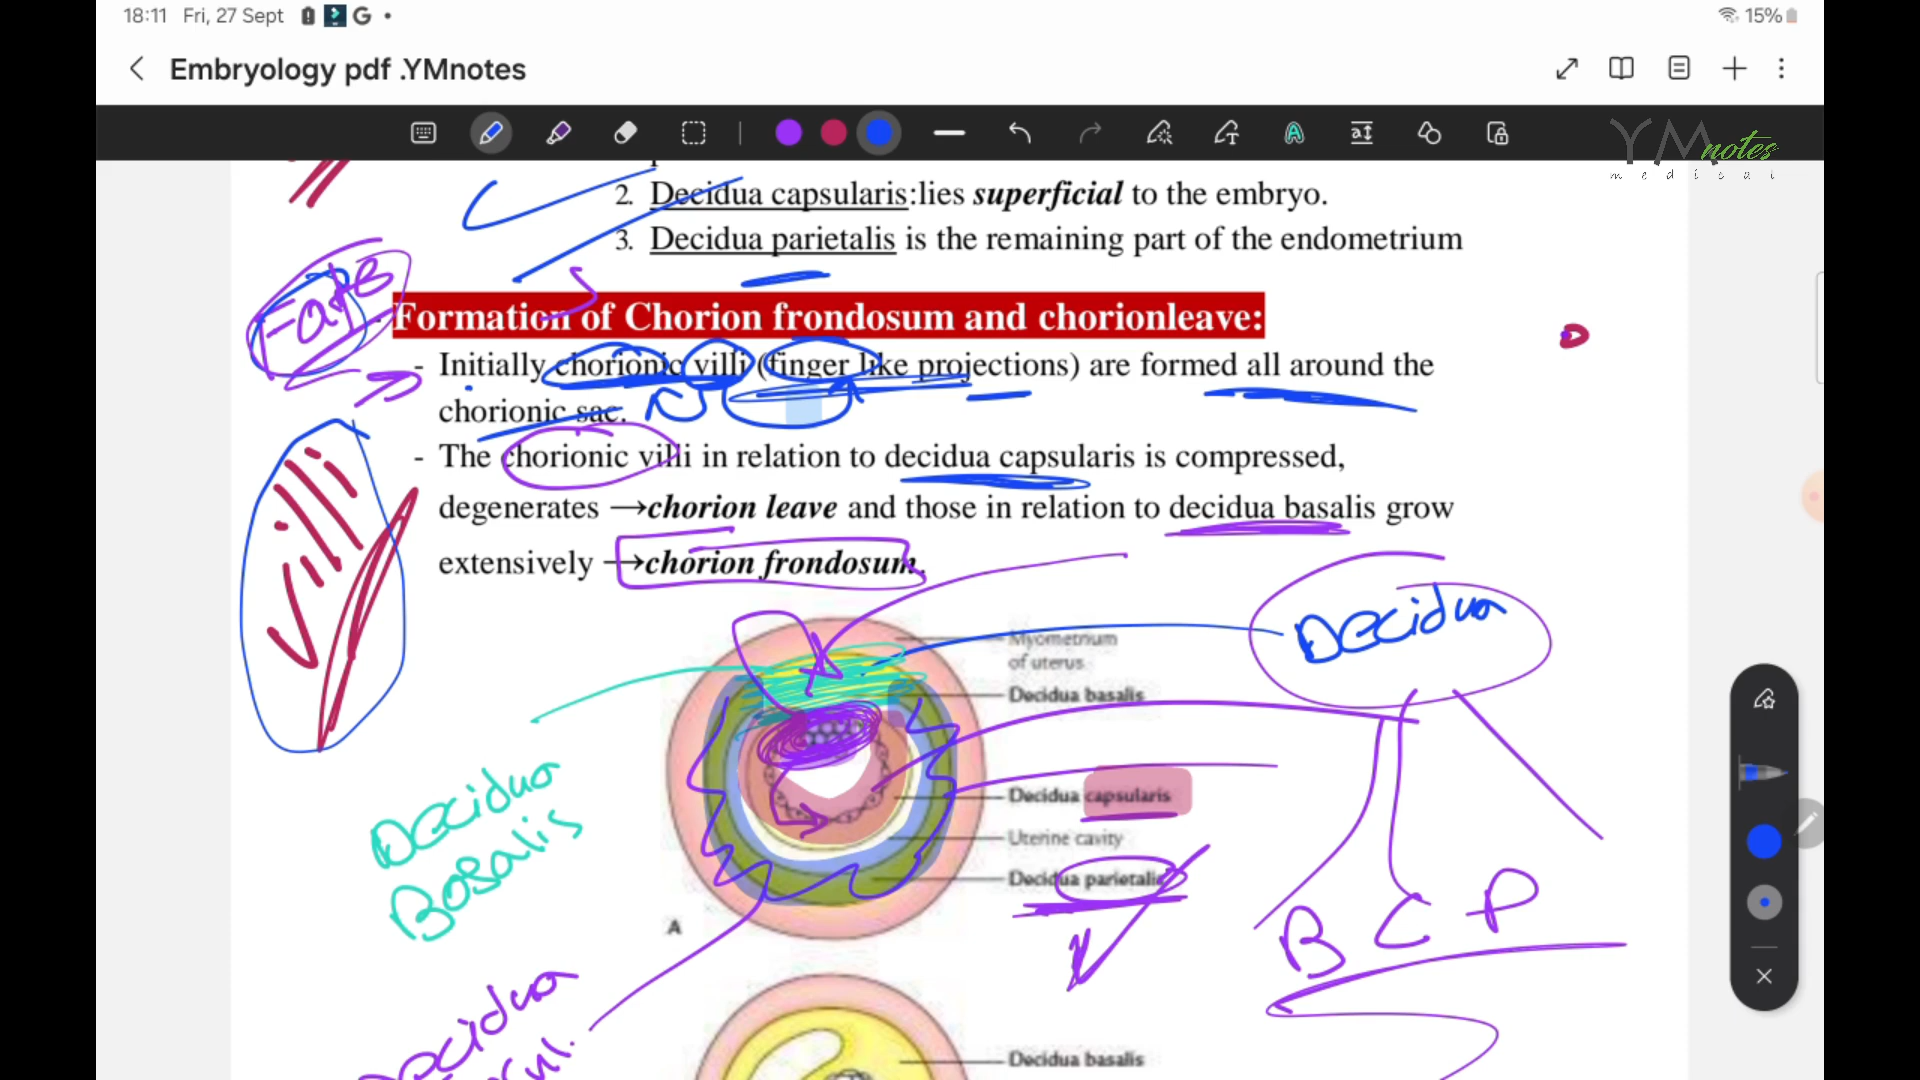 18:11 Fri, 27 Sept
15%
Embryology pdf .YMnotes
YMnotes
medical
2. Decidua capsularis:lies superficial to the embryo.
3. Decidua parietalis is the remaining part of the endometrium
Formation of Chorion frondosum and chorionleave:
- Initially chorionic villi (finger like projections) are formed all around the
chorionic sac.
- The chorionic villi in relation to decidua capsularis is compressed,
degenerates →chorion leave and those in relation to decidua basalis grow
extensively →chorion frondosum.
villi
Decidua
Myometrium
of uterus
Decidua basalis
Decidua capsularis
Uterine cavity
Decidua parietalis
A
Decidua
Basalis
B C P
Decidua
Decidua basalis